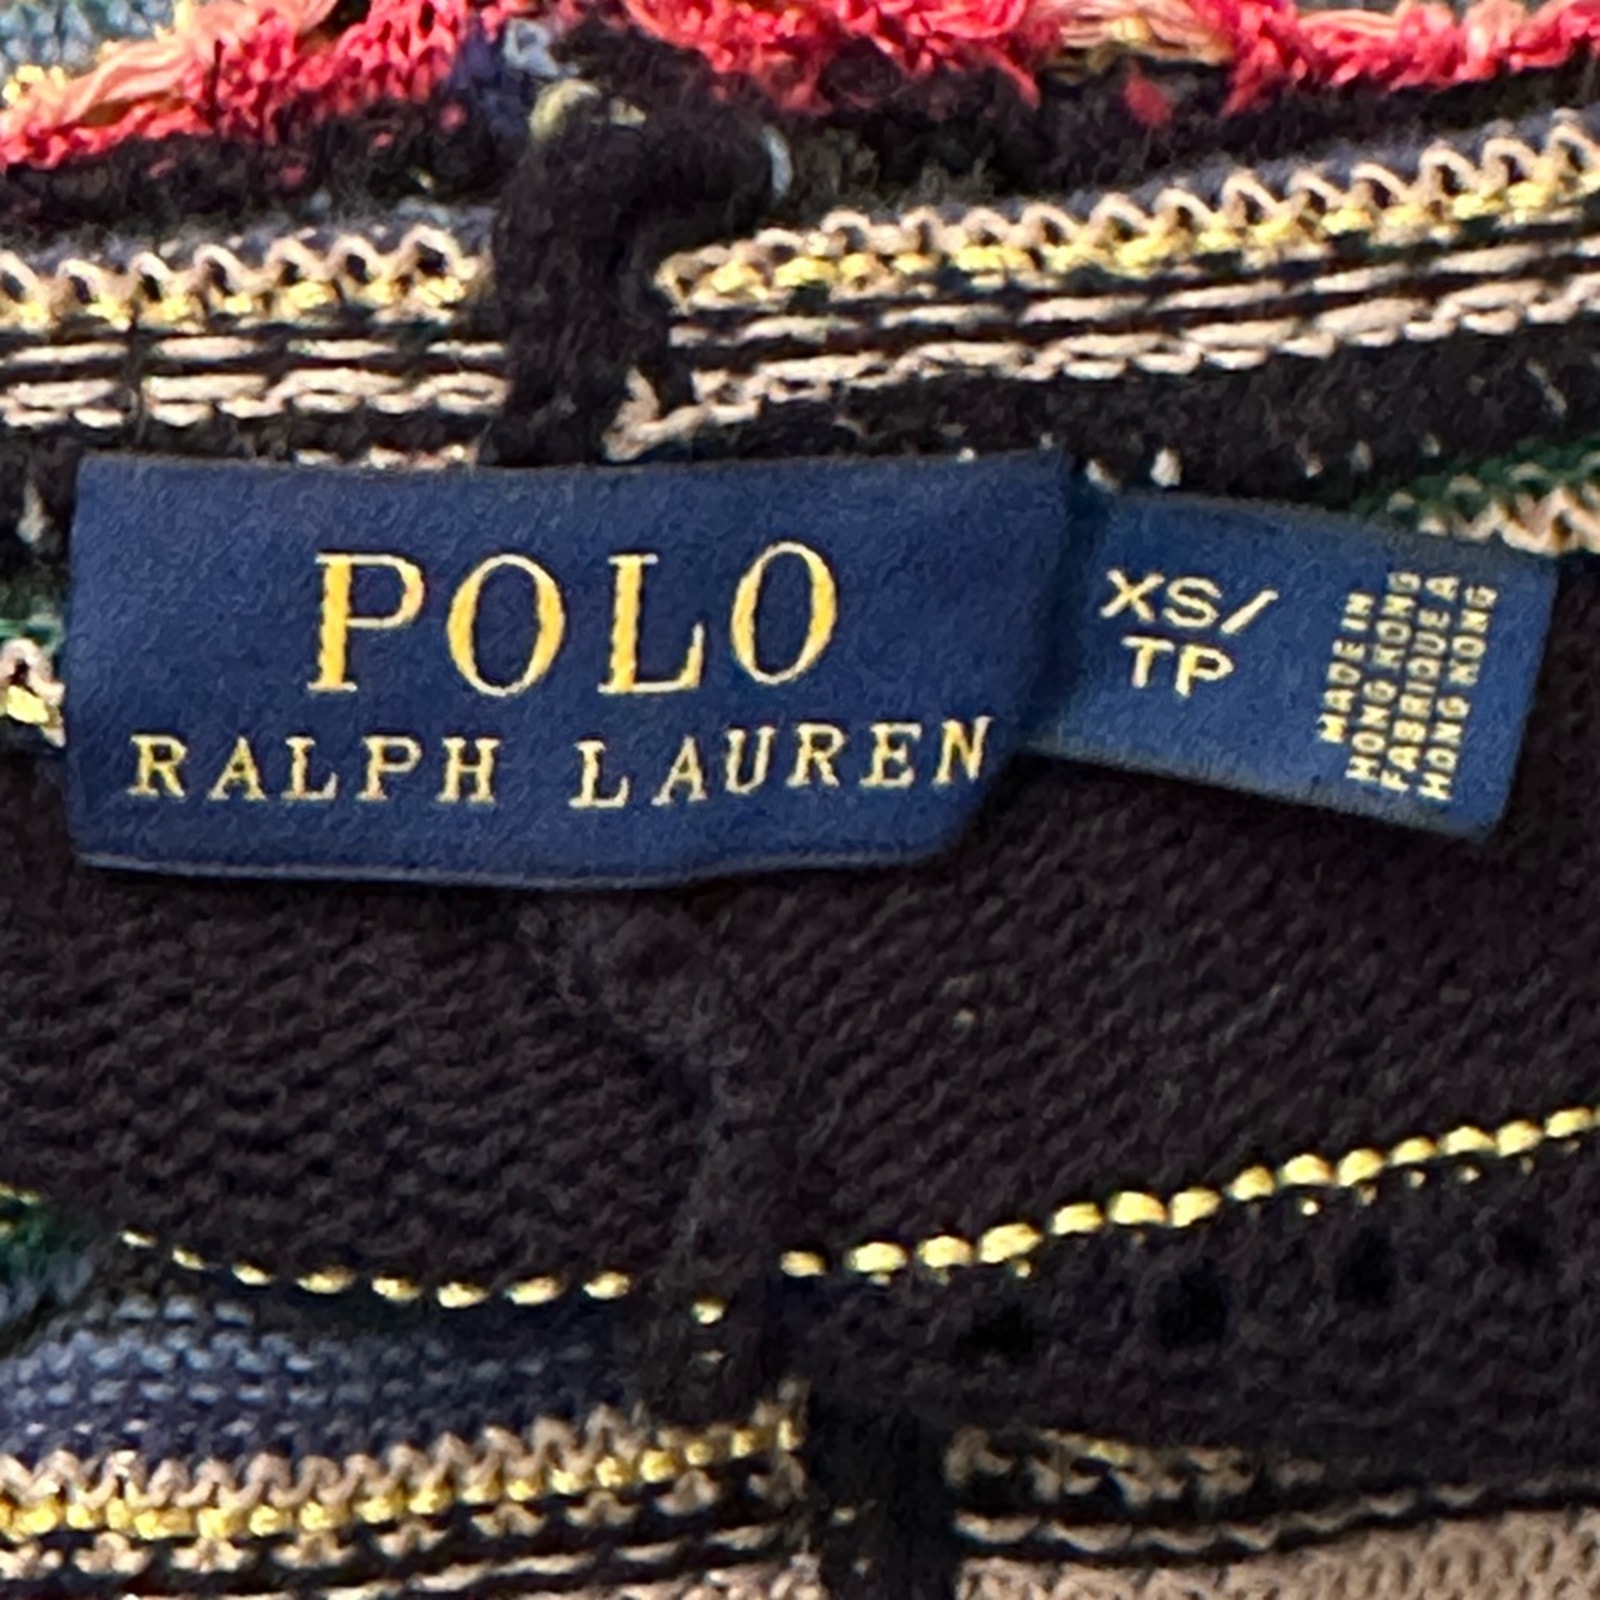 POLO
RALPH LAUREN
XS/
TP
MADE IN
HONG KONG
FABRIQUE A
HONG KONG